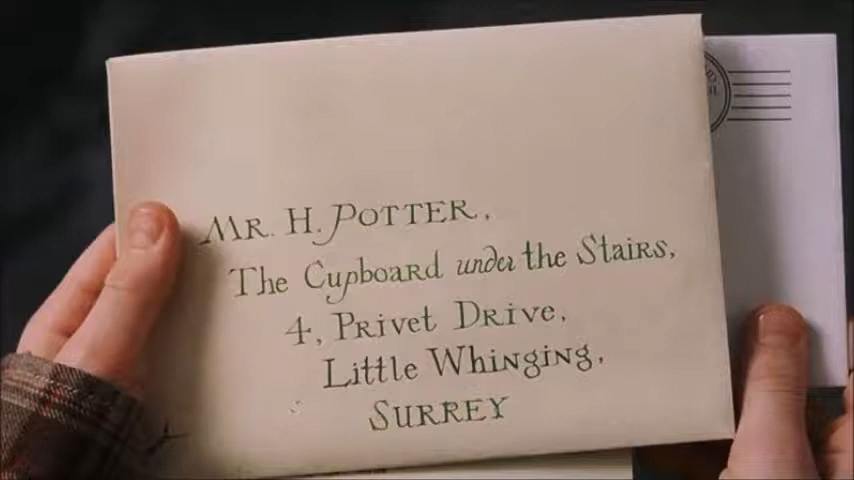 Mr. H. Potter,
The Cupboard under the Stairs,
4, Privet Drive,
Little Whinging,
SURREY